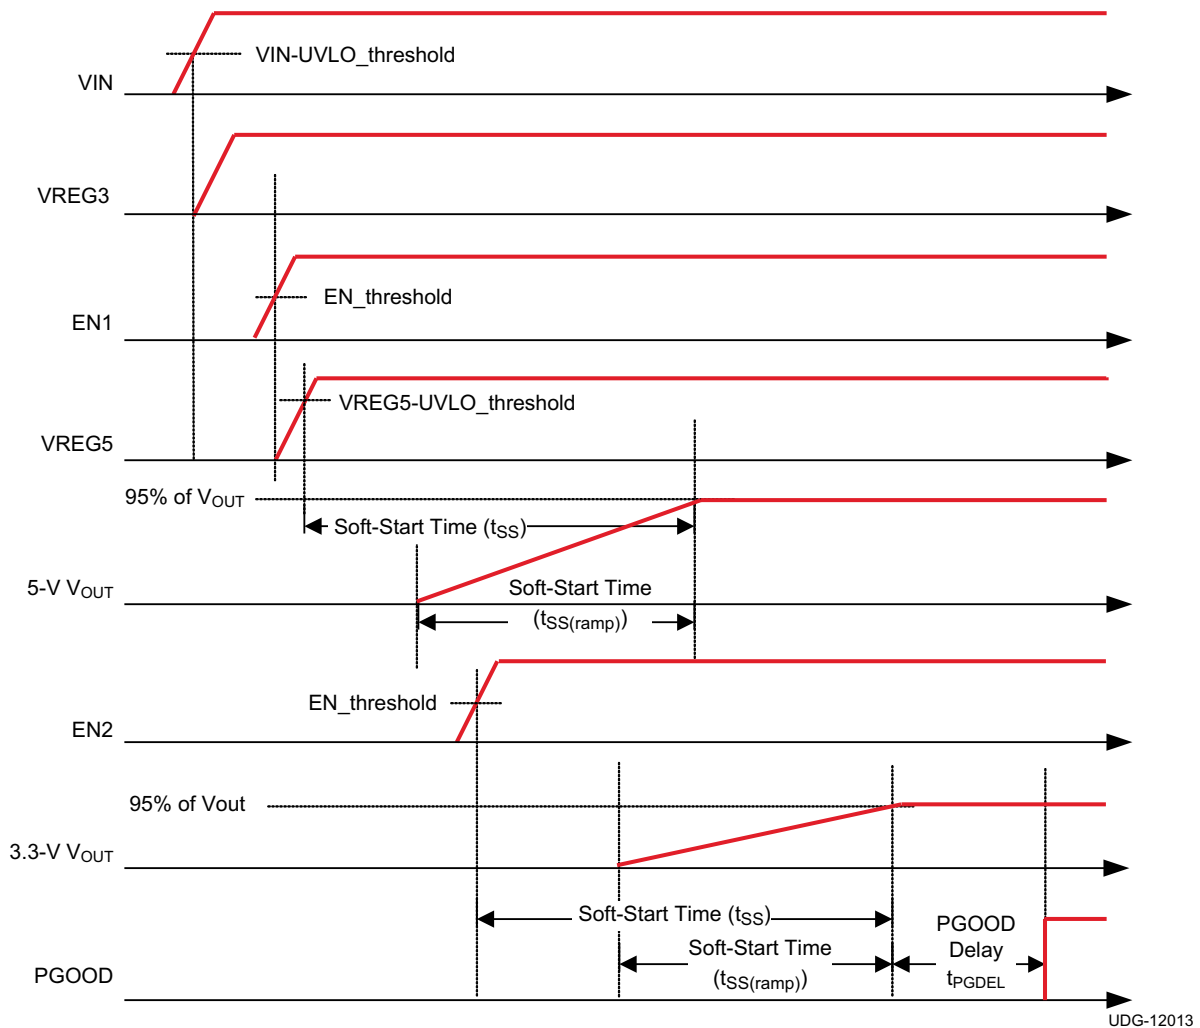 VIN-UVLO_threshold
VIN
VREG3
EN_threshold
EN1
VREG5-UVLO_threshold
VREG5
95% of VOUT
Soft-Start Time (tSS)
5-V VOUT
Soft-Start Time
(tSS(ramp))
EN_threshold
EN2
95% of Vout
3.3-V VOUT
Soft-Start Time (tSS)
PGOOD
Delay
tPGDEL
Soft-Start Time
(tSS(ramp))
PGOOD
UDG-12013